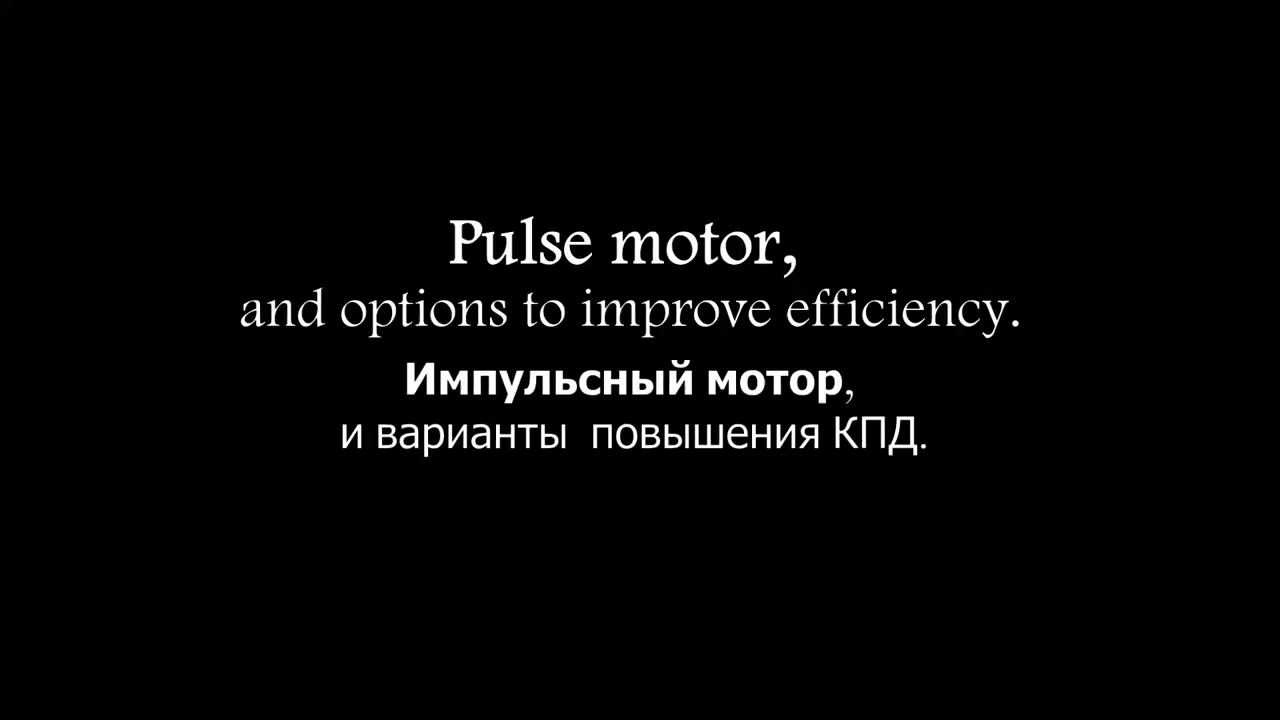 Pulse motor,
and options to improve efficiency.
Импульсный мотор,
и варианты повышения КПД.